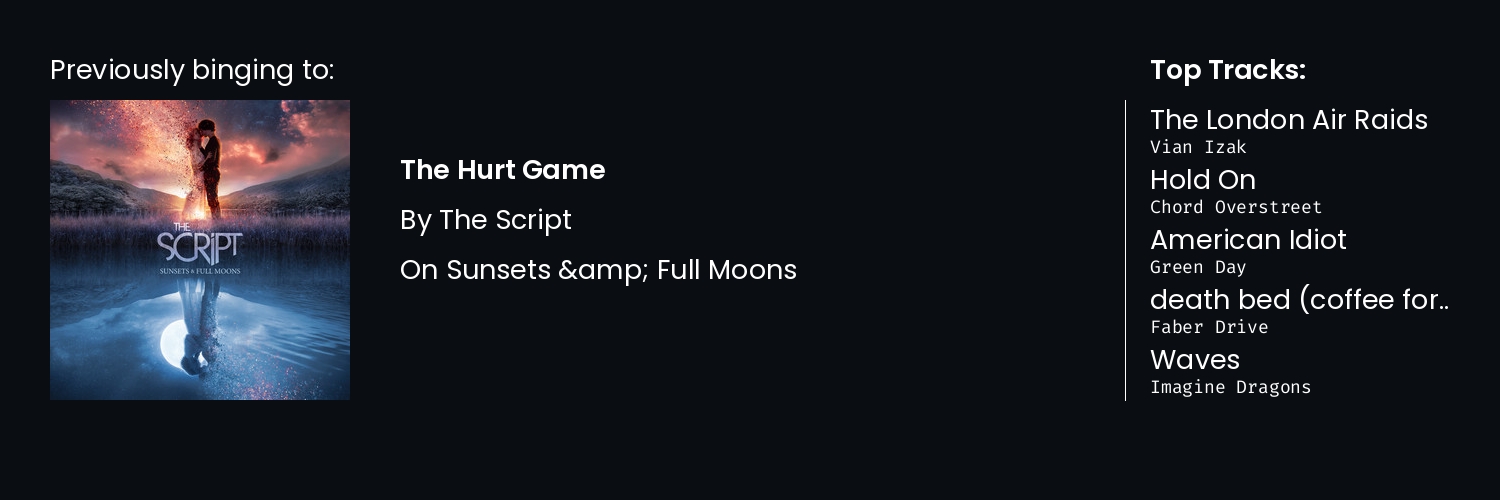 Previously binging to:
THE
SCRIPT
SUNSETS & FULL MOONS
The Hurt Game
By The Script
On Sunsets &amp; Full Moons
Top Tracks:
The London Air Raids
Vian Izak
Hold On
Chord Overstreet
American Idiot
Green Day
death bed (coffee for..
Faber Drive
Waves
Imagine Dragons